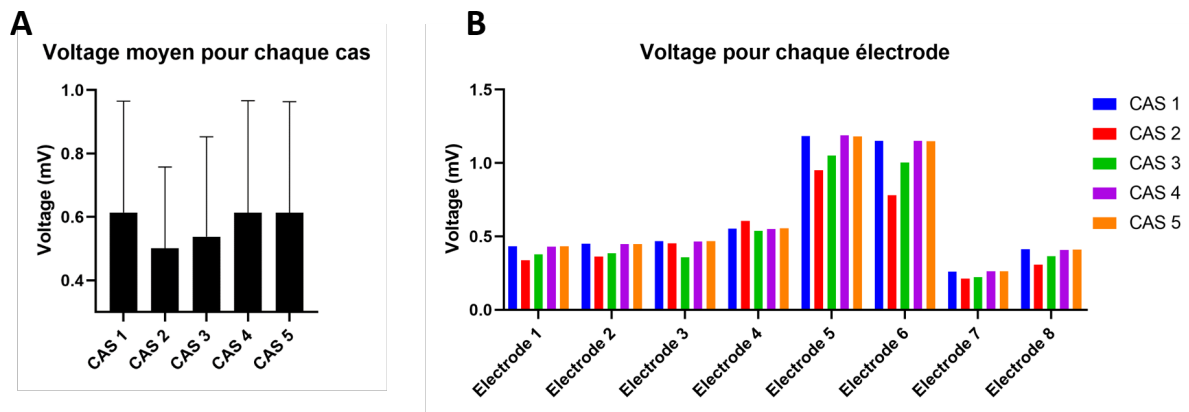 A
Voltage moyen pour chaque cas
Voltage (mV)
1.0
0.8
0.6
0.4
CAS 1
CAS 2
CAS 3
CAS 4
CAS 5
B
Voltage pour chaque électrode
Voltage (mV)
1.5
1.0
0.5
0.0
Electrode 1
Electrode 2
Electrode 3
Electrode 4
Electrode 5
Electrode 6
Electrode 7
Electrode 8
CAS 1
CAS 2
CAS 3
CAS 4
CAS 5